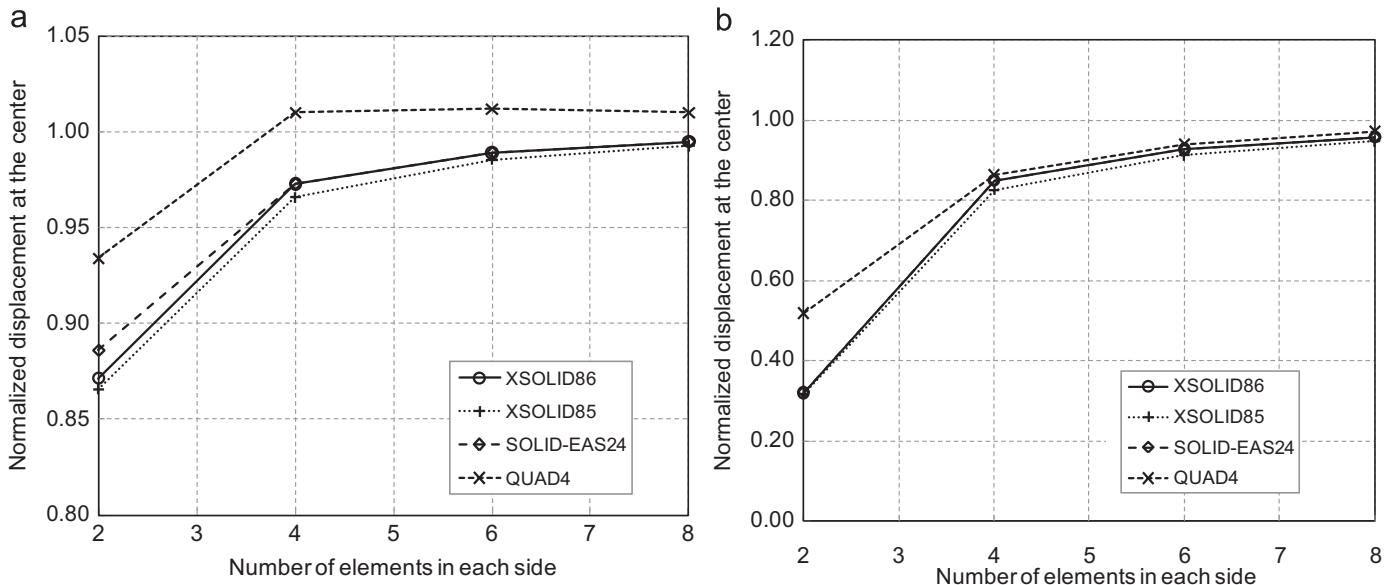 a
Normalized displacement at the center
1.05
1.00
0.95
0.90
0.85
0.80
2
3
4
5
6
7
8
Number of elements in each side
XSOLID86
XSOLID85
SOLID-EAS24
QUAD4
b
Normalized displacement at the center
1.20
1.00
0.80
0.60
0.40
0.20
0.00
2
3
4
5
6
7
8
Number of elements in each side
XSOLID86
XSOLID85
SOLID-EAS24
QUAD4